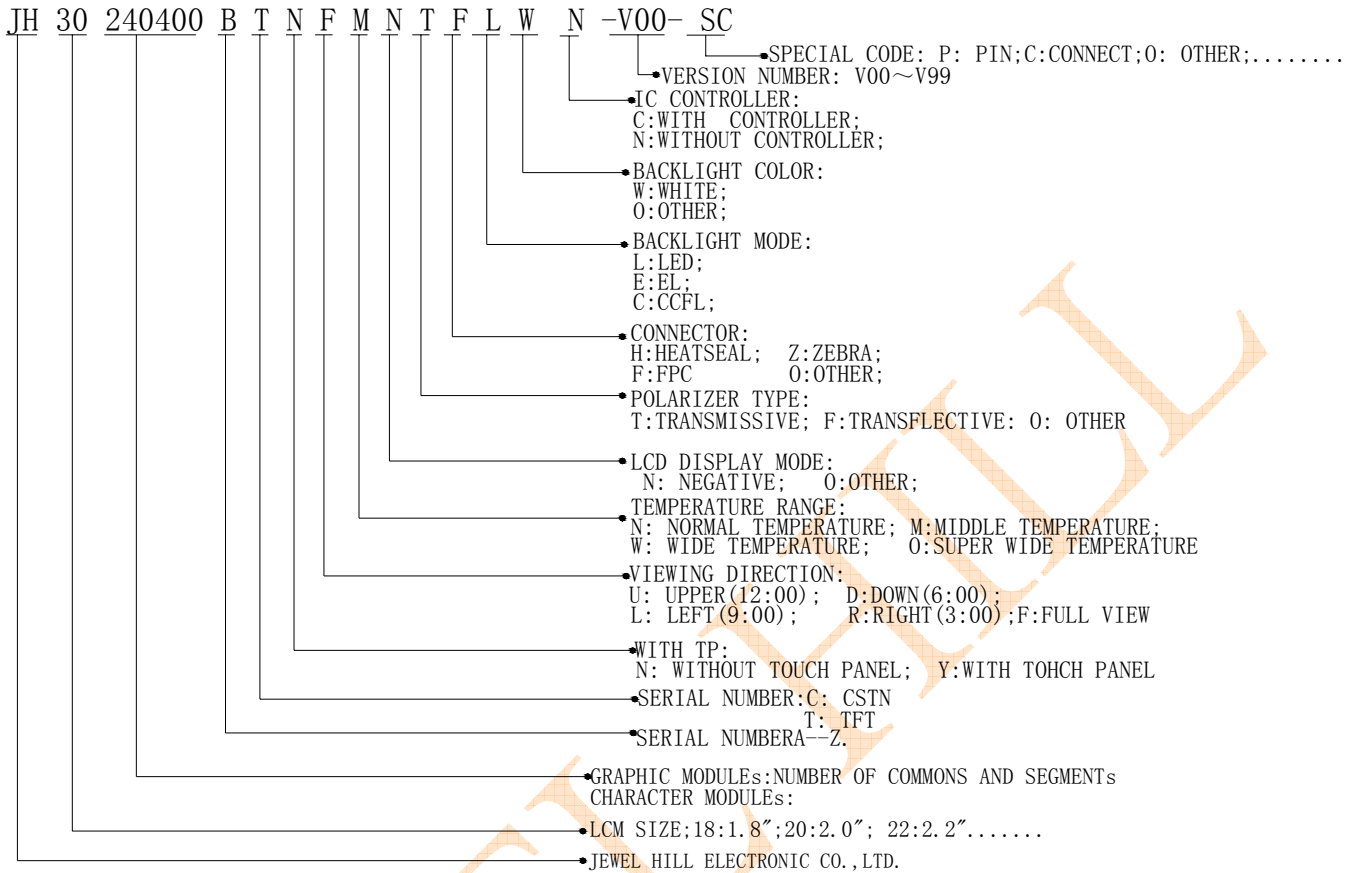 JH 30 240400 B T N F M N T F L W N -V00- SC
SPECIAL CODE: P: PIN;C:CONNECT;O: OTHER;........
VERSION NUMBER: V00～V99
IC CONTROLLER:
C:WITH CONTROLLER;
N:WITHOUT CONTROLLER;
BACKLIGHT COLOR:
W:WHITE;
O:OTHER;
BACKLIGHT MODE:
L:LED;
E:EL;
C:CCFL;
CONNECTOR:
H:HEATSEAL; Z:ZEBRA;
F:FPC O:OTHER;
POLARIZER TYPE:
T:TRANSMISSIVE; F:TRANSFLECTIVE: O: OTHER
LCD DISPLAY MODE:
N: NEGATIVE; O:OTHER;
TEMPERATURE RANGE:
N: NORMAL TEMPERATURE; M:MIDDLE TEMPERATURE;
W: WIDE TEMPERATURE; O:SUPER WIDE TEMPERATURE
VIEWING DIRECTION:
U: UPPER(12:00); D:DOWN(6:00);
L: LEFT(9:00); R:RIGHT(3:00);F:FULL VIEW
WITH TP:
N: WITHOUT TOUCH PANEL; Y:WITH TOHCH PANEL
SERIAL NUMBER:C: CSTN
T: TFT
SERIAL NUMBERA--Z.
GRAPHIC MODULEs:NUMBER OF COMMONS AND SEGMENTs
CHARACTER MODULEs:
LCM SIZE;18:1.8″;20:2.0″; 22:2.2″.......
JEWEL HILL ELECTRONIC CO.,LTD.
HILL